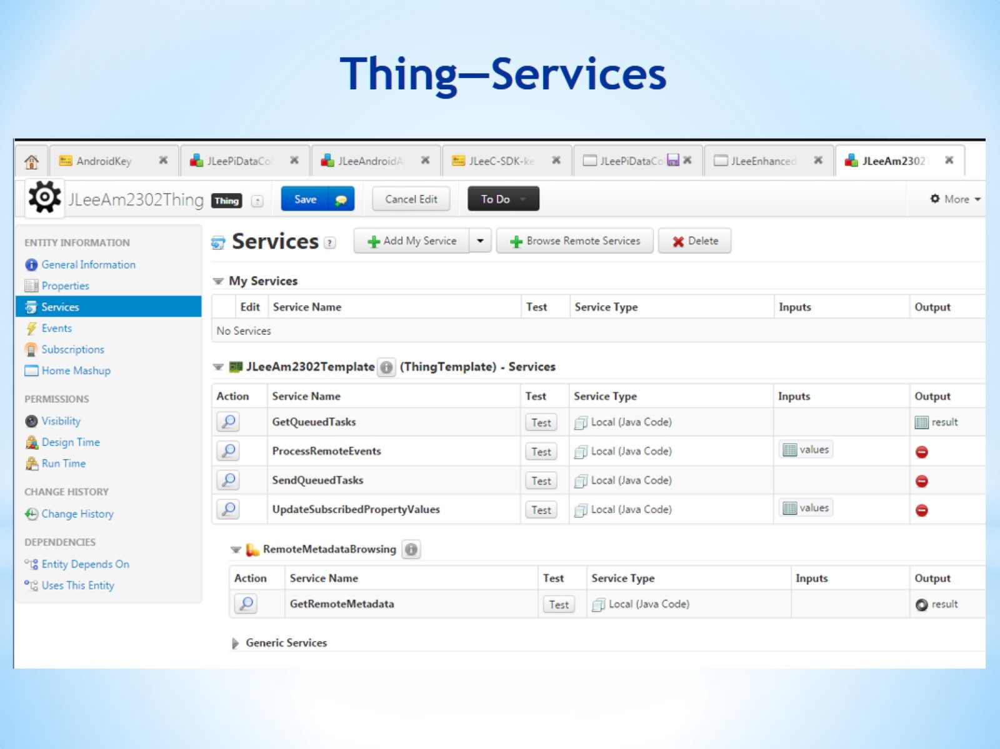 Thing—Services
AndroidKey
JLeePiDataCo
JLeeAndroidA
JLeeC-SDK-ke
JLeePiDataCo
JLeeEnhanced
JLeeAm2302
JLeeAm2302Thing Thing ? Save Cancel Edit To Do More
ENTITY INFORMATION
General Information
Properties
Services
Events
Subscriptions
Home Mashup
PERMISSIONS
Visibility
Design Time
Run Time
CHANGE HISTORY
Change History
DEPENDENCIES
Entity Depends On
Uses This Entity
Services ? Add My Service Browse Remote Services Delete
My Services
Edit Service Name Test Service Type Inputs Output
No Services
JLeeAm2302Template (ThingTemplate) - Services
Action Service Name Test Service Type Inputs Output
GetQueuedTasks Test Local (Java Code) result
ProcessRemoteEvents Test Local (Java Code) values
SendQueuedTasks Test Local (Java Code)
UpdateSubscribedPropertyValues Test Local (Java Code) values
RemoteMetadataBrowsing
Action Service Name Test Service Type Inputs Output
GetRemoteMetadata Test Local (Java Code) result
Generic Services